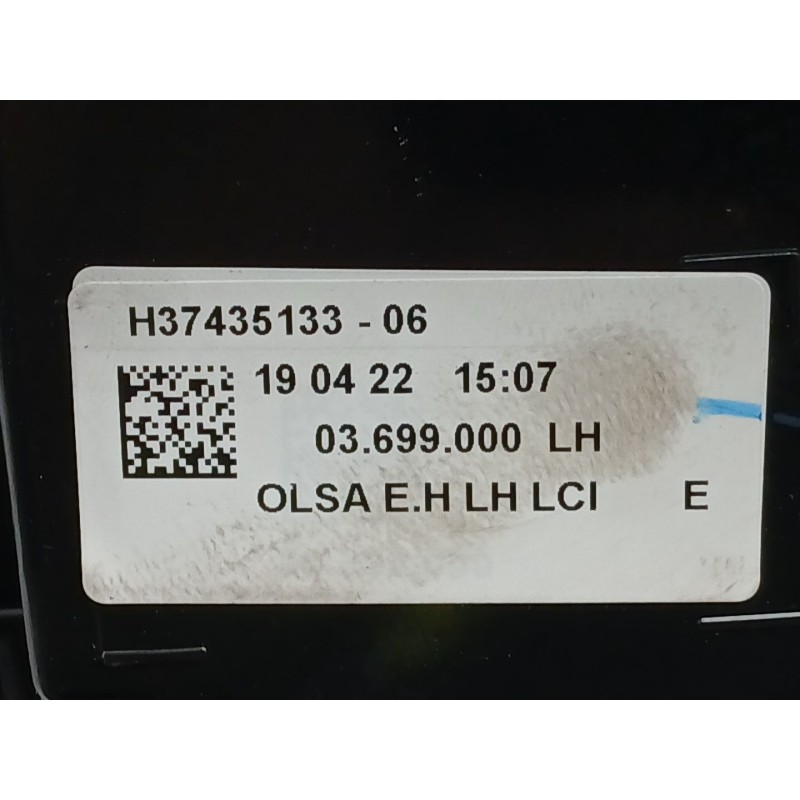 H37435133 - 06
19 04 22 15:07
03.699.000 LH
OLSA E.H LH LCI E